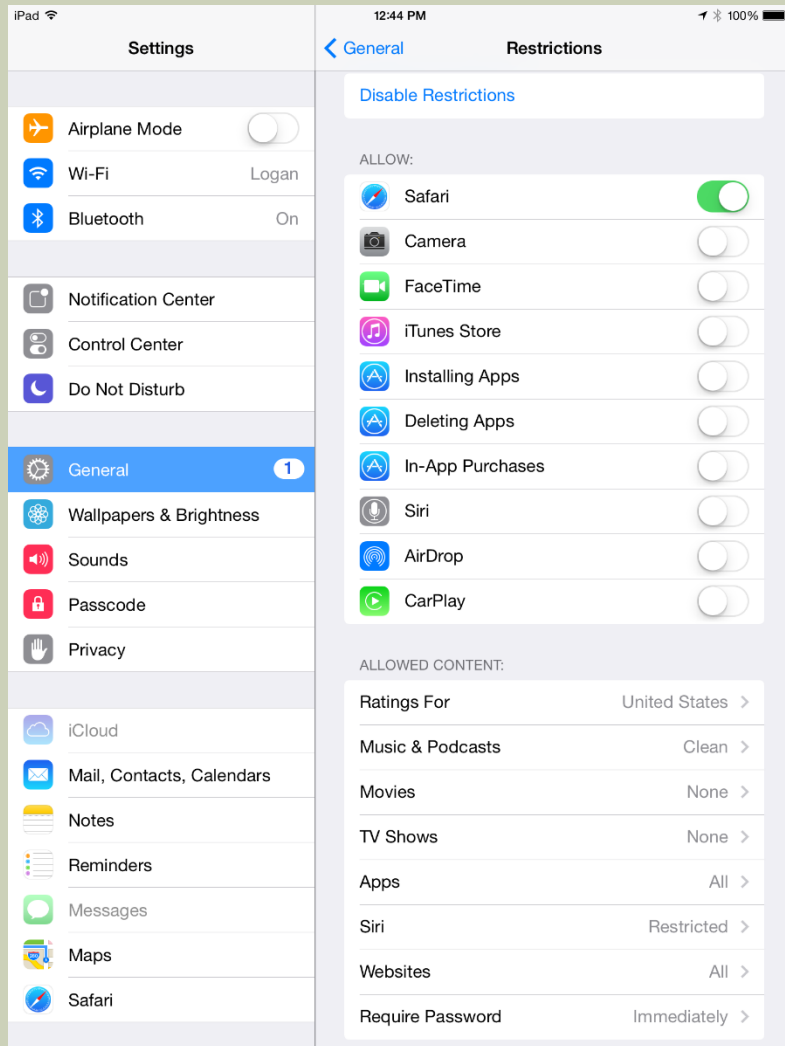 iPad
12:44 PM
100%
Settings
Airplane Mode
Wi-Fi Logan
Bluetooth On
Notification Center
Control Center
Do Not Disturb
General 1
Wallpapers & Brightness
Sounds
Passcode
Privacy
iCloud
Mail, Contacts, Calendars
Notes
Reminders
Messages
Maps
Safari
General
Restrictions
Disable Restrictions
ALLOW:
Safari
Camera
FaceTime
iTunes Store
Installing Apps
Deleting Apps
In-App Purchases
Siri
AirDrop
CarPlay
ALLOWED CONTENT:
Ratings For United States
Music & Podcasts Clean
Movies None
TV Shows None
Apps All
Siri Restricted
Websites All
Require Password Immediately